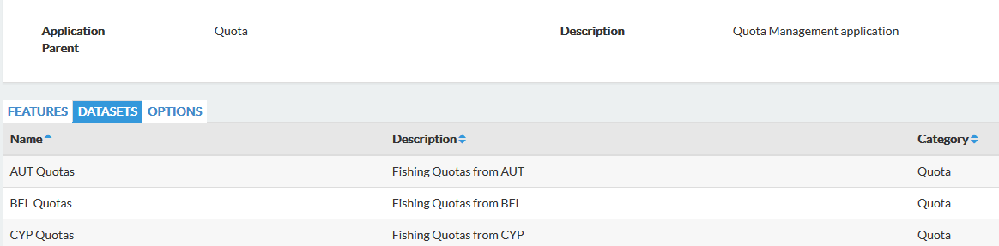 Application Parent Quota Description Quota Management application
FEATURES DATASETS OPTIONS
Name Description Category
AUT Quotas Fishing Quotas from AUT Quota
BEL Quotas Fishing Quotas from BEL Quota
CYP Quotas Fishing Quotas from CYP Quota